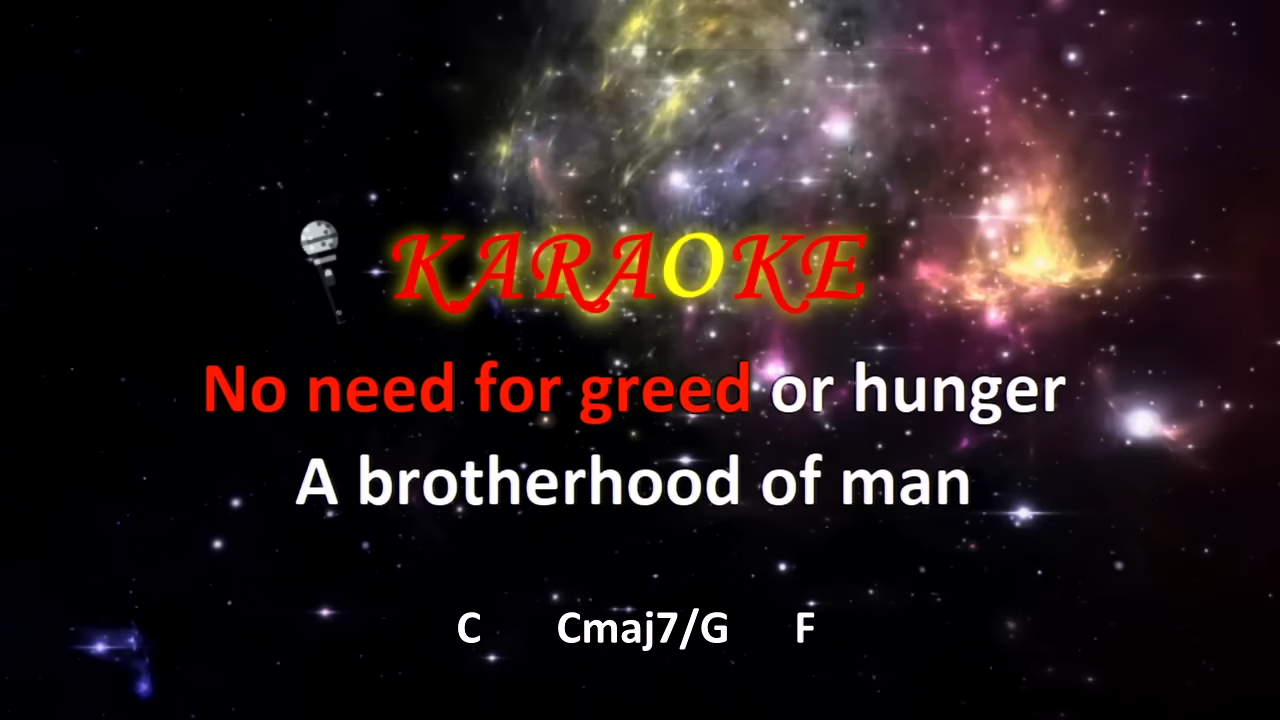 KARAOKE
No need for greed or hunger
A brotherhood of man
C Cmaj7/G F